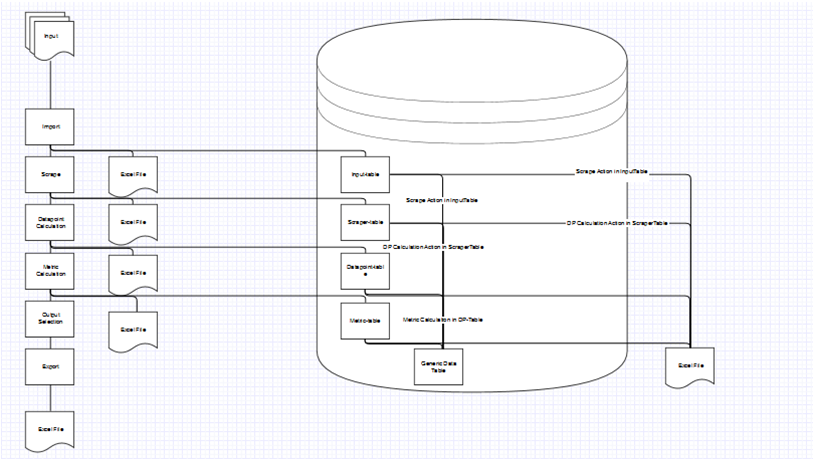 Input
Import
Scrape
Excel File
Input-table
Scrape Action in InputTable
Scrape Action in InputTable
Datapoint
Calculation
Excel File
Scraper-table
DP Calculation Action in ScraperTable
DP Calculation Action in ScraperTable
Metric
Calculation
Excel File
Datapoint-tabl
e
Output
Selection
Excel File
Metric-table
Metric Calculation in DP-Table
Export
Generic Data
Table
Excel File
Excel File